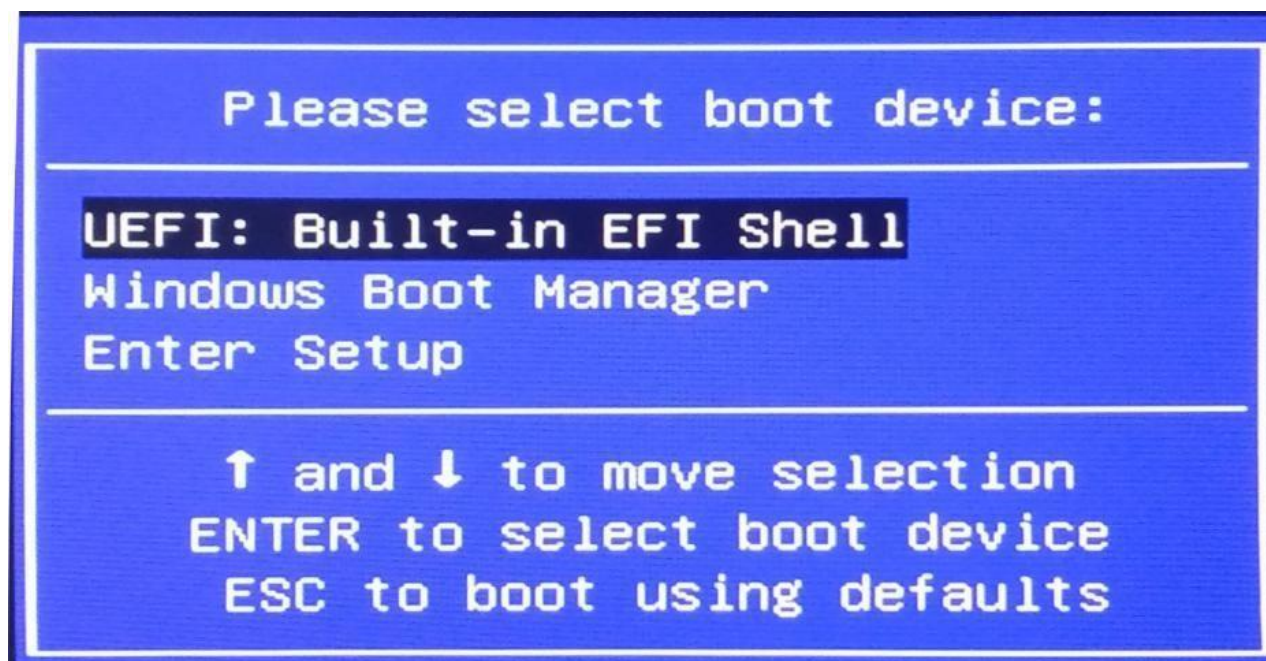 Please select boot device:
UEFI: Built-in EFI Shell
Windows Boot Manager
Enter Setup
↑ and ↓ to move selection
ENTER to select boot device
ESC to boot using defaults